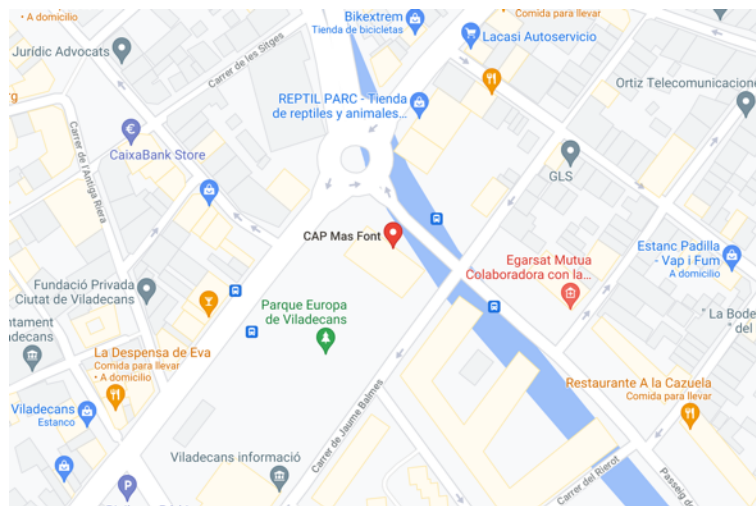 • A domicilio
Jurídic Advocats
Carrer de les Sitges
Bikextrem
Tienda de bicicletas
Comida para llevar
Lacasi Autoservicio
Ortiz Telecomunicacione
REPTIL PARC - Tienda
de reptiles y animales...
€
CaixaBank Store
Carrer de l'Antiga Riera
GLS
CAP Mas Font
Estanc Padilla
- Vap i Fum
A domicilio
Egarsat Mutua
Colaboradora con la...
Fundació Privada
Ciutat de Viladecans
Parque Europa
de Viladecans
" La Bode
" del
ntament
adecans
La Despensa de Eva
Comida para llevar
• A domicilio
Restaurante A la Cazuela
Comida para llevar
Viladecans
Estanco
Carrer de Jaume Balmes
Viladecans informació
P
Carrer del Rierot
Passeig de